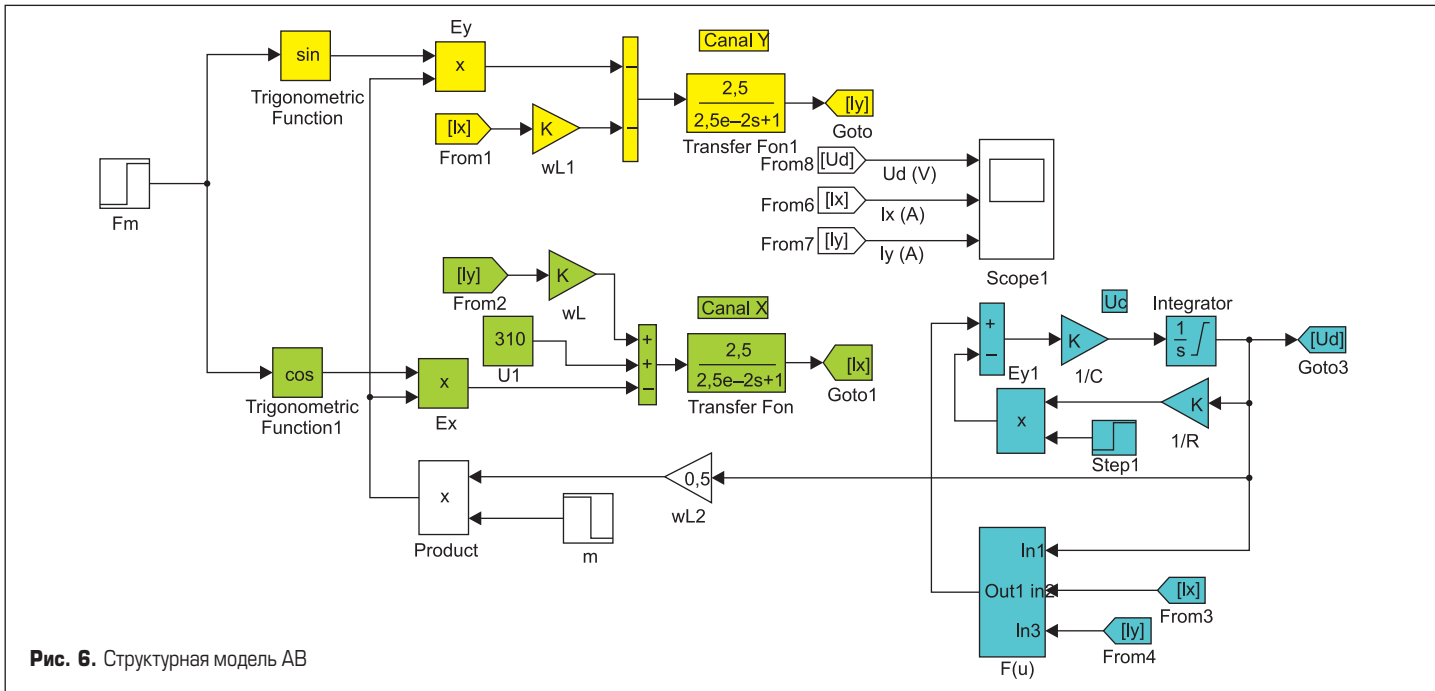 Ey
Canal Y
sin
x
Trigonometric
Function
[Ix]
From1
K
wL1
−
−
2,5
2,5e–2s+1
Transfer Fon1
[Iy]
Goto
Fm
From8
[Ud]
Ud (V)
From6
[Ix]
Ix (A)
From7
[Iy]
Iy (A)
Scope1
[Iy]
From2
K
wL
Canal X
310
U1
+
+
−
2,5
2,5e–2s+1
Transfer Fon
[Ix]
Goto1
cos
Trigonometric
Function1
x
Ex
Uc
Integrator
+
−
Ey1
K
1/C
1
s
[Ud]
Goto3
x
K
1/R
Step1
x
Product
0,5
wL2
m
In1
Out1 in2
In3
F(u)
[Ix]
From3
[Iy]
From4
Рис. 6. Структурная модель АВ